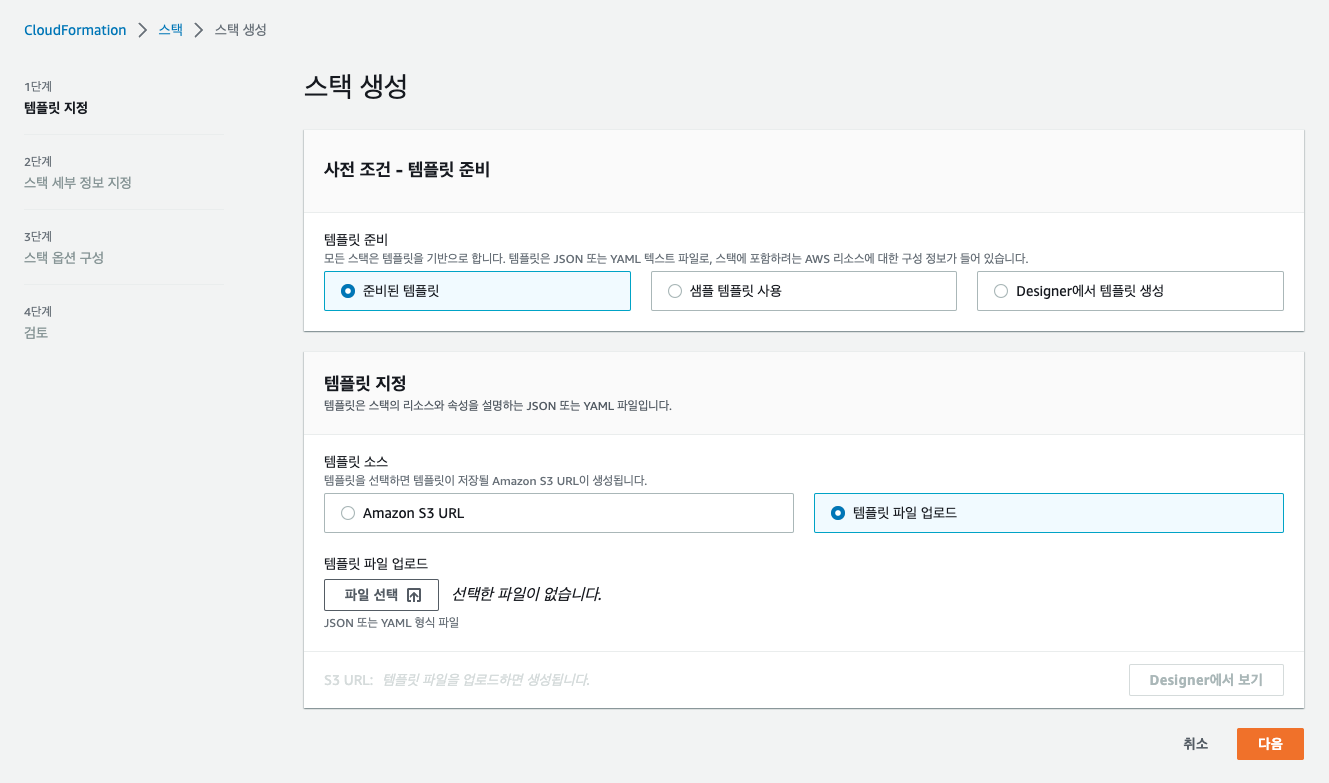 CloudFormation > 스택 > 스택 생성
1단계
템플릿 지정
2단계
스택 세부 정보 지정
3단계
스택 옵션 구성
4단계
검토
스택 생성
사전 조건 - 템플릿 준비
템플릿 준비
모든 스택은 템플릿을 기반으로 합니다. 템플릿은 JSON 또는 YAML 텍스트 파일로, 스택에 포함하려는 AWS 리소스에 대한 구성 정보가 들어 있습니다.
준비된 템플릿 샘플 템플릿 사용 Designer에서 템플릿 생성
템플릿 지정
템플릿은 스택의 리소스와 속성을 설명하는 JSON 또는 YAML 파일입니다.
템플릿 소스
템플릿을 선택하면 템플릿이 저장될 Amazon S3 URL이 생성됩니다.
Amazon S3 URL 템플릿 파일 업로드
템플릿 파일 업로드
파일 선택 선택한 파일이 없습니다.
JSON 또는 YAML 형식 파일
S3 URL: 템플릿 파일을 업로드하면 생성됩니다. Designer에서 보기
취소 다음